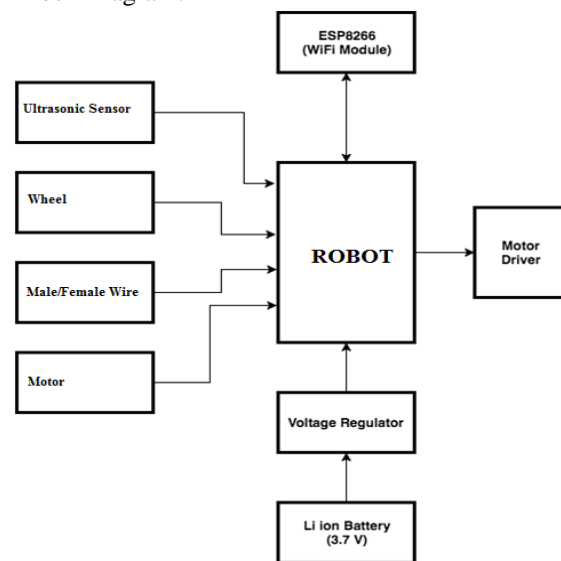 ESP8266
(WiFi Module)
Ultrasonic Sensor
Wheel
ROBOT
Motor
Driver
Male/Female Wire
Motor
Voltage Regulator
Li ion Battery
(3.7 V)